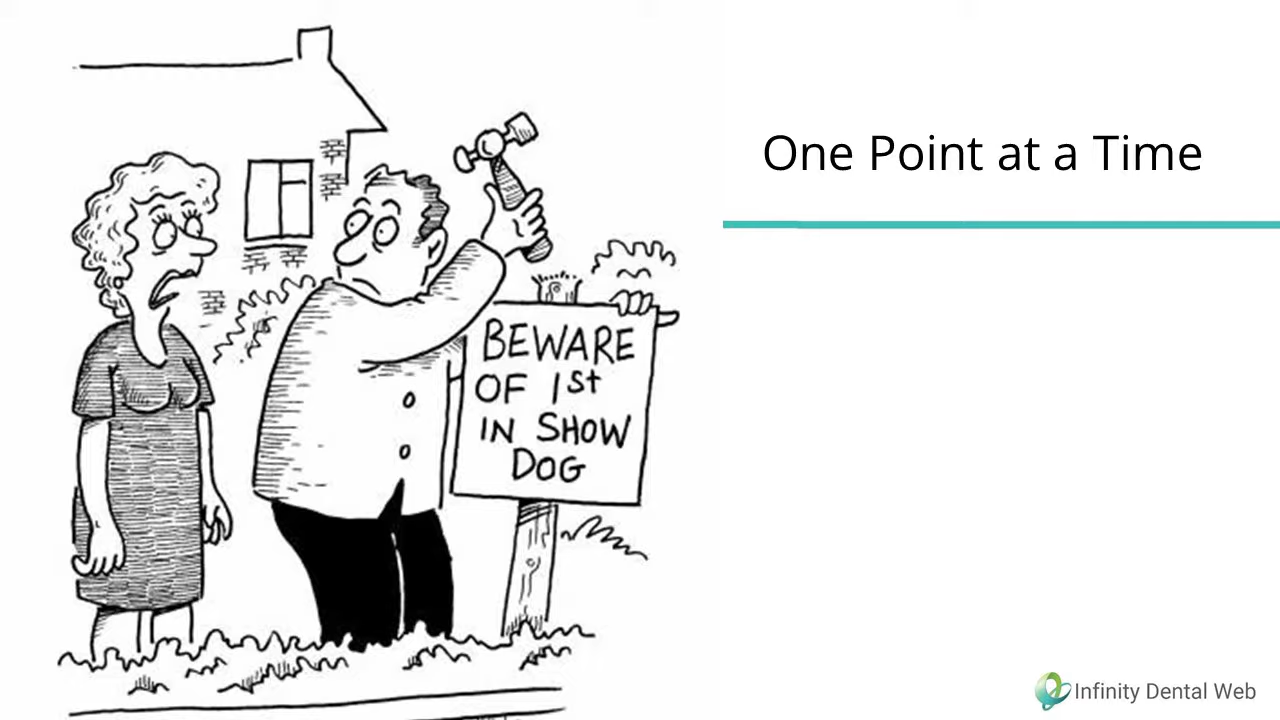 One Point at a Time
BEWARE
OF 1st
IN SHOW
DOG
Infinity Dental Web